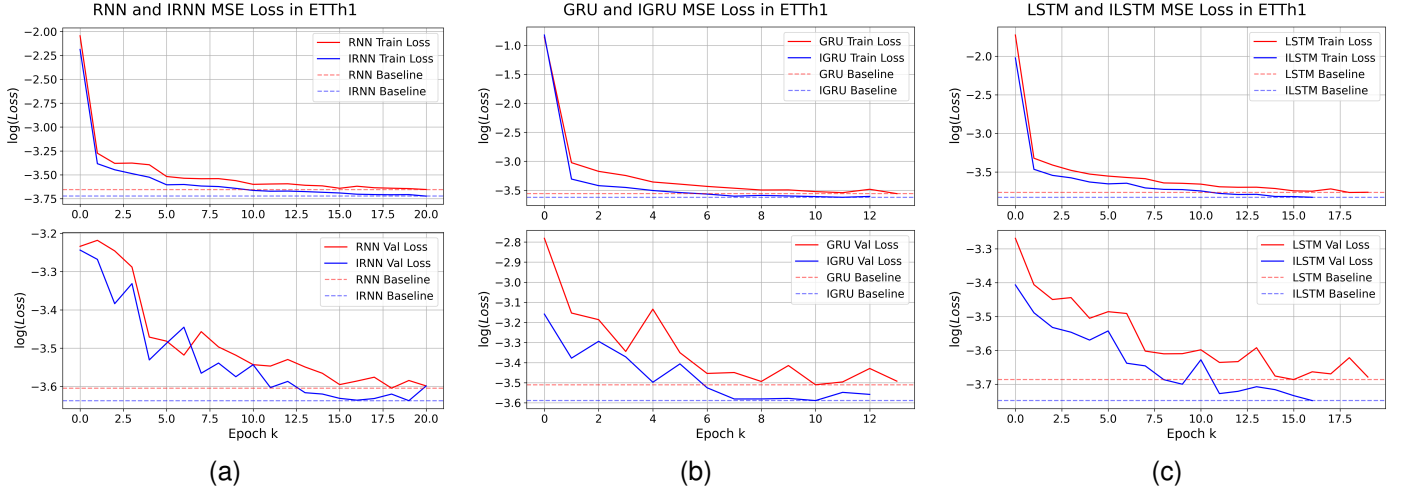 RNN and IRNN MSE Loss in ETTh1
−2.00
−2.25
−2.50
−2.75
−3.00
−3.25
−3.50
−3.75
log(Loss)
RNN Train Loss
IRNN Train Loss
RNN Baseline
IRNN Baseline
0.0 2.5 5.0 7.5 10.0 12.5 15.0 17.5 20.0
−3.2
−3.3
−3.4
−3.5
−3.6
log(Loss)
RNN Val Loss
IRNN Val Loss
RNN Baseline
IRNN Baseline
0.0 2.5 5.0 7.5 10.0 12.5 15.0 17.5 20.0
Epoch k
(a)
GRU and IGRU MSE Loss in ETTh1
−1.0
−1.5
−2.0
−2.5
−3.0
−3.5
log(Loss)
GRU Train Loss
IGRU Train Loss
GRU Baseline
IGRU Baseline
0 2 4 6 8 10 12
−2.8
−2.9
−3.0
−3.1
−3.2
−3.3
−3.4
−3.5
−3.6
log(Loss)
GRU Val Loss
IGRU Val Loss
GRU Baseline
IGRU Baseline
0 2 4 6 8 10 12
Epoch k
(b)
LSTM and ILSTM MSE Loss in ETTh1
−2.0
−2.5
−3.0
−3.5
log(Loss)
LSTM Train Loss
ILSTM Train Loss
LSTM Baseline
ILSTM Baseline
0.0 2.5 5.0 7.5 10.0 12.5 15.0 17.5
−3.3
−3.4
−3.5
−3.6
−3.7
log(Loss)
LSTM Val Loss
ILSTM Val Loss
LSTM Baseline
ILSTM Baseline
0.0 2.5 5.0 7.5 10.0 12.5 15.0 17.5
Epoch k
(c)